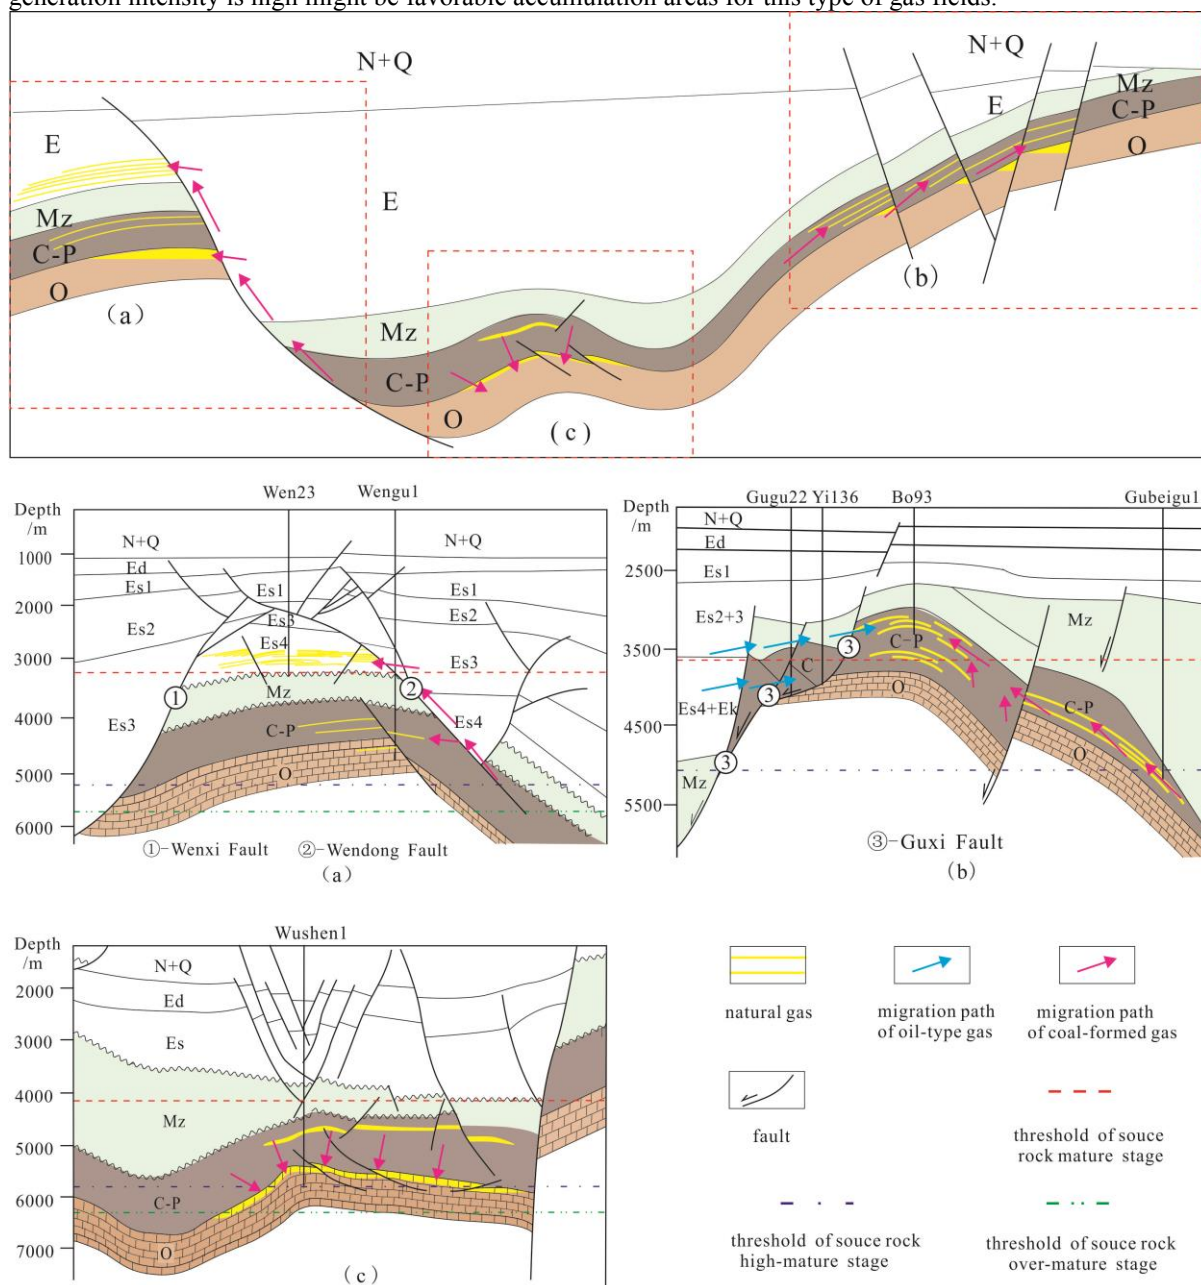 generation intensity is high might be favorable accumulation areas for this type of gas fields.
N+Q
N+Q
E
E
E
Mz
C-P
O
Mz
C-P
O
(a)
Mz
C-P
O
(b)
(c)
Depth
/m
Wen23
Wengu1
N+Q
N+Q
1000
Ed
Es1
Es1
Es1
2000
Es2
Es3
Es2
Es4
3000
Es3
①
②
Mz
4000
Es3
C-P
Es4
O
5000
6000
①-Wenxi Fault
②-Wendong Fault
(a)
Depth
/m
Gugu22
Yi136
Bo93
Gubeigu1
N+Q
Ed
2500
Es1
Es2+3
Mz
3500
③
C-P
C
O
③
C-P
Es4+Ek
4500
O
③
Mz
5500
③-Guxi Fault
(b)
Depth
/m
Wushen1
N+Q
2000
Ed
3000
Es
4000
Mz
5000
6000
C-P
O
7000
(c)
natural gas
migration path
of oil-type gas
migration path
of coal-formed gas
fault
threshold of souce
rock mature stage
threshold of souce rock
high-mature stage
threshold of souce rock
over-mature stage